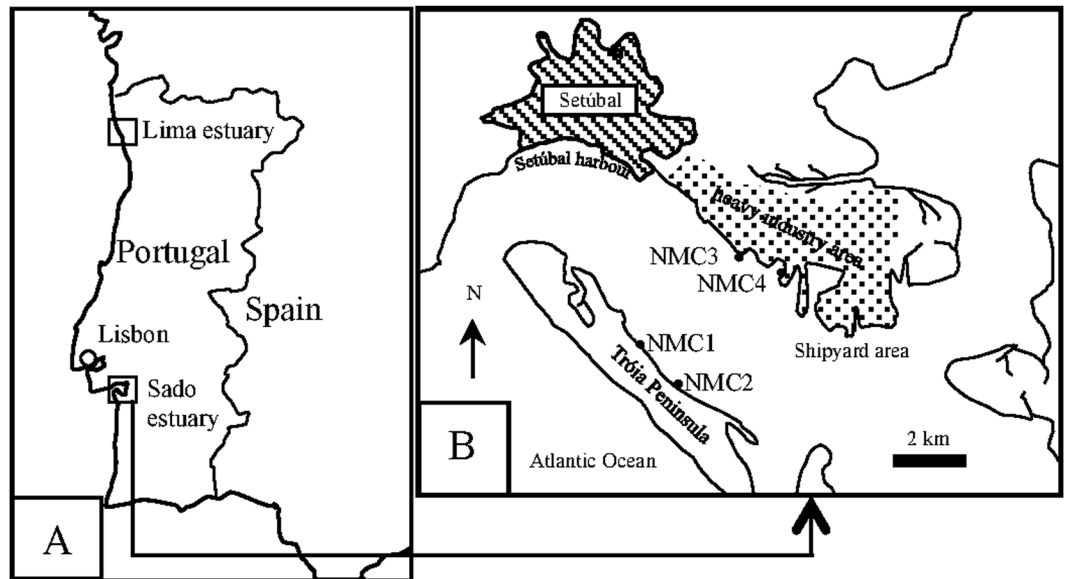 Lima estuary
Portugal
Spain
Lisbon
Sado
estuary
A
Setúbal
Setúbal harbour
heavy industry area
NMC3
NMC4
N
NMC1
NMC2
Shipyard area
Tróia Peninsula
2 km
Atlantic Ocean
B